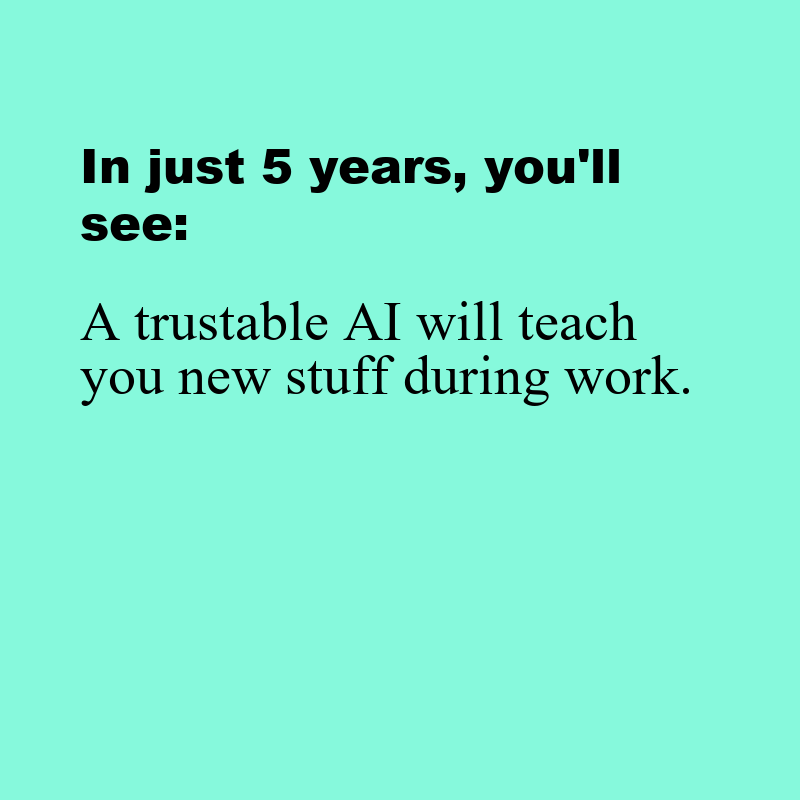 In just 5 years, you'll
see:
A trustable AI will teach
you new stuff during work.